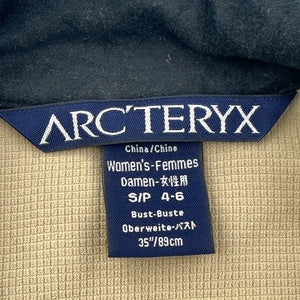 ARC'TERYX
China/Chine
Women's-Femmes
Damen-女性用
S/P 4-6
Bust-Buste
Oberweite-バスト
35"/89cm